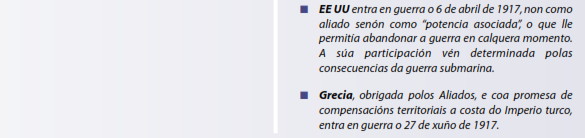 ■ EE UU entra en guerra o 6 de abril de 1917, non como
aliado senón como “potencia asociada”, o que lle
permitía abandonar a guerra en calquera momento.
A súa participación vén determinada polas
consecuencias da guerra submarina.
■ Grecia, obrigada polos Aliados, e coa promesa de
compensacións territoriais a costa do Imperio turco,
entra en guerra o 27 de xuño de 1917.